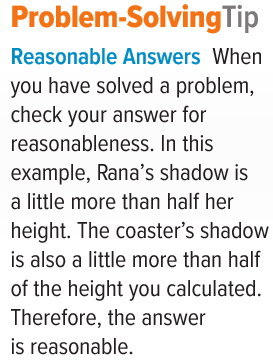 Problem-SolvingTip
Reasonable Answers When
you have solved a problem,
check your answer for
reasonableness. In this
example, Rana’s shadow is
a little more than half her
height. The coaster’s shadow
is also a little more than half
of the height you calculated.
Therefore, the answer
is reasonable.